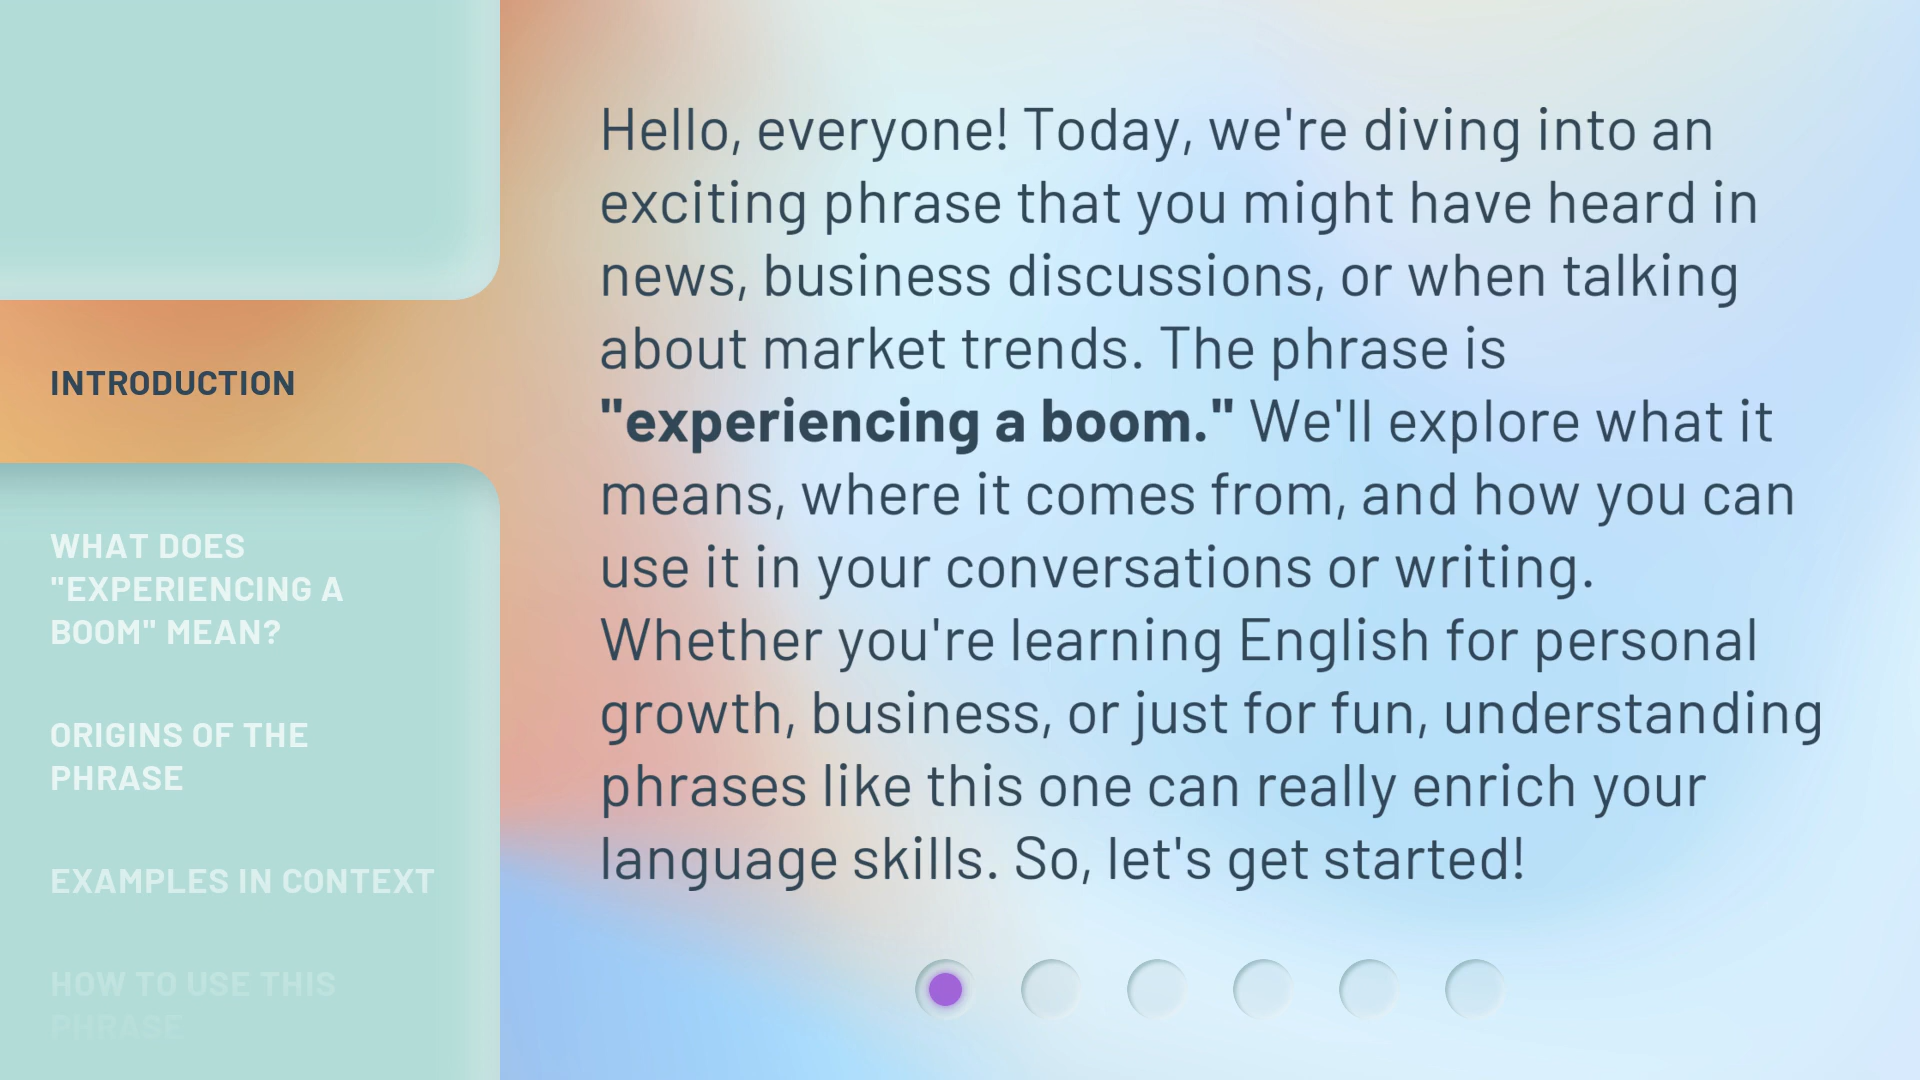 INTRODUCTION
WHAT DOES
"EXPERIENCING A
BOOM" MEAN?
ORIGINS OF THE
PHRASE
EXAMPLES IN CONTEXT
HOW TO USE THIS
PHRASE
Hello, everyone! Today, we're diving into an
exciting phrase that you might have heard in
news, business discussions, or when talking
about market trends. The phrase is
"experiencing a boom." We'll explore what it
means, where it comes from, and how you can
use it in your conversations or writing.
Whether you're learning English for personal
growth, business, or just for fun, understanding
phrases like this one can really enrich your
language skills. So, let's get started!